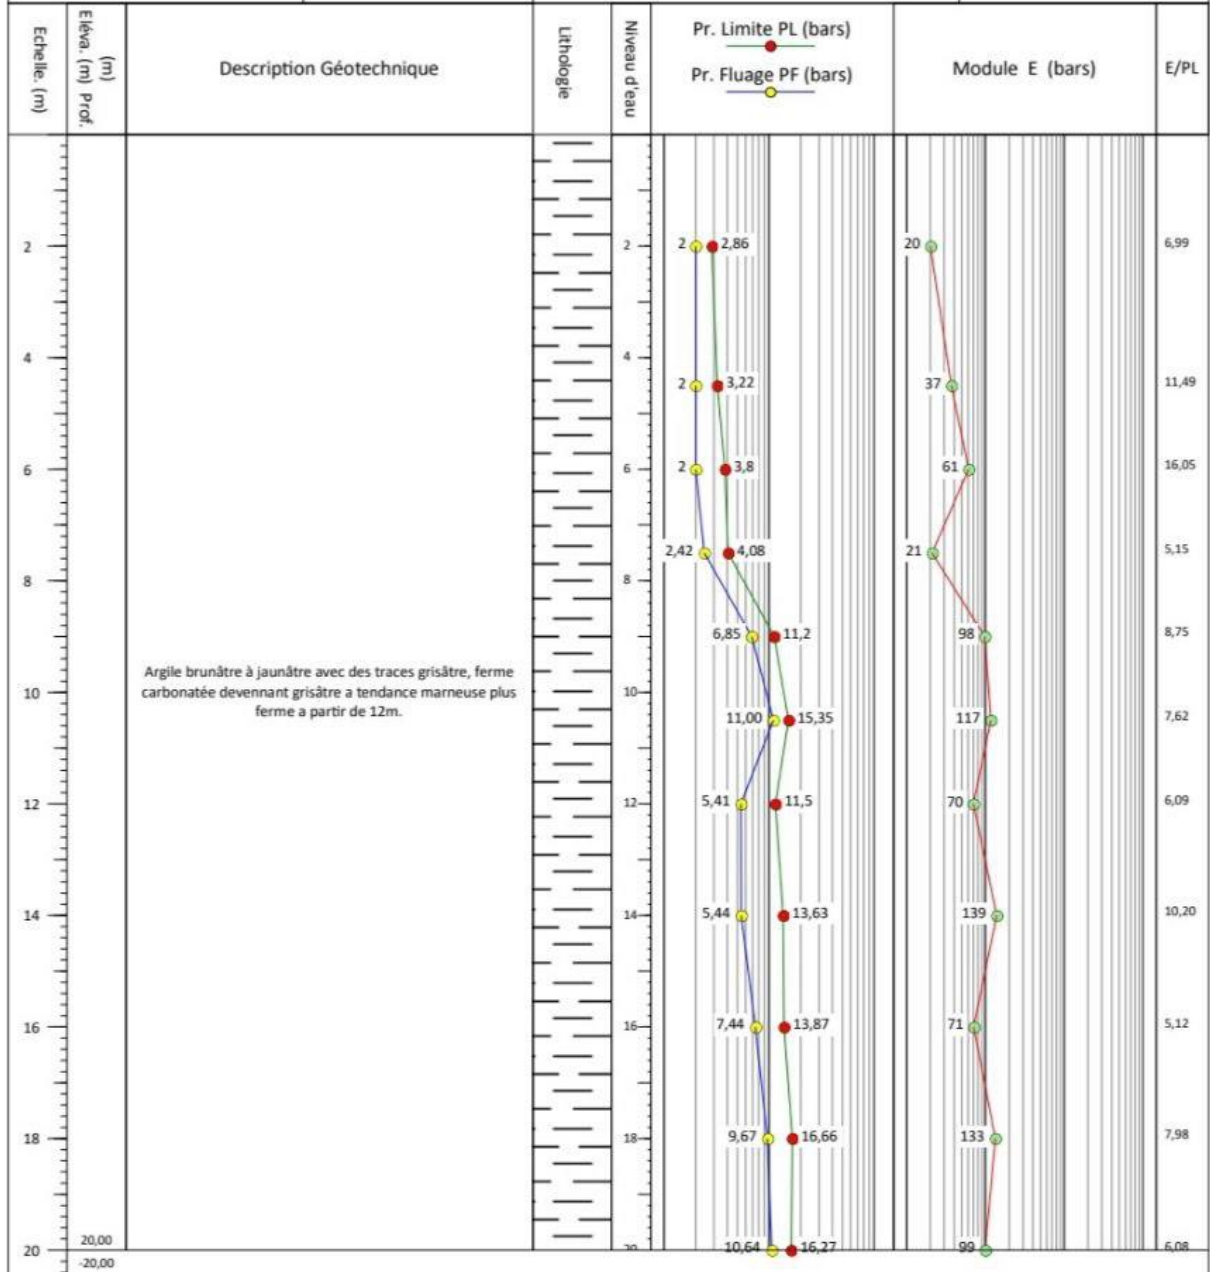 Echelle. (m)
Eléva. (m) Prof. (m)
Description Géotechnique
Lithologie
Niveau d'eau
Pr. Limite PL (bars)
Pr. Fluage PF (bars)
Module E (bars)
E/PL
2 2 2 2,86 20 6,99
4 4
2 3,22 37 11,49
6 6 2 3,8 61 16,05
2,42 4,08 21 5,15
8 8
6,85 11,2 98 8,75
Argile brunâtre à jaunâtre avec des traces grisâtre, ferme
carbonatée devennant grisâtre a tendance marneuse plus
ferme a partir de 12m.
10 10
11,00 15,35 117 7,62
12 12 5,41 11,5 70 6,09
14 14 5,44 13,63 139 10,20
16 16 7,44 13,87 71 5,12
18 18 9,67 16,66 133 7,98
20 20,00 20 10,64 16,27 99 6,08
-20,00